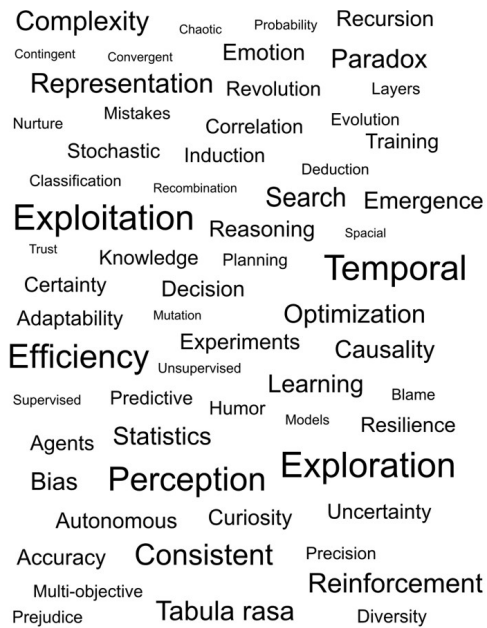 Complexity Chaotic Probability Recursion
Contingent Convergent Emotion Paradox
Representation Revolution Layers
Nurture Mistakes Correlation Evolution
Training
Stochastic Induction
Deduction
Classification Recombination
Search Emergence
Exploitation Reasoning Spacial
Trust Knowledge Planning Temporal
Certainty Decision
Adaptability Mutation Optimization
Experiments Causality
Efficiency Unsupervised
Learning
Supervised Predictive Humor Blame
Models Resilience
Agents Statistics
Bias Perception Exploration
Autonomous Curiosity Uncertainty
Accuracy Consistent Precision
Multi-objective Reinforcement
Prejudice Tabula rasa Diversity